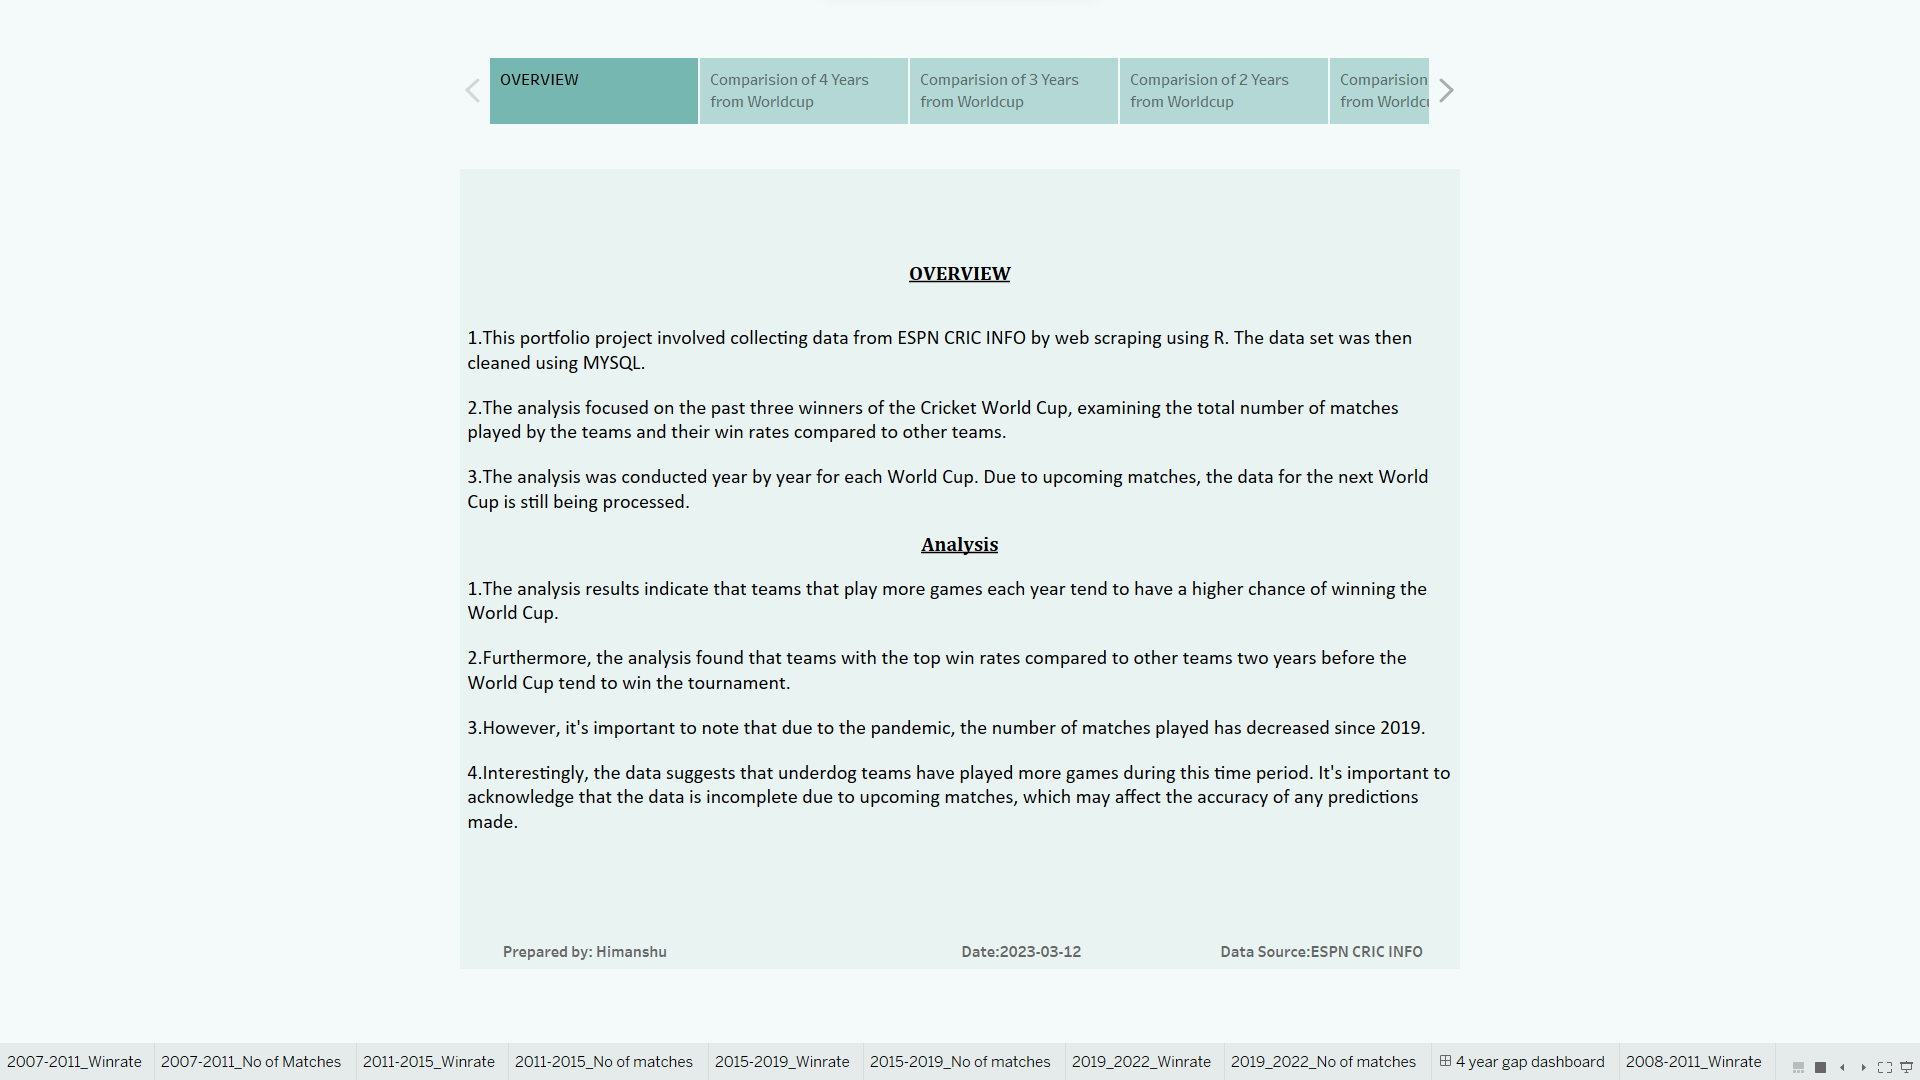 OVERVIEW
Comparision of 4 Years
from Worldcup
Comparision of 3 Years
from Worldcup
Comparision of 2 Years
from Worldcup
Comparision
from Worldcu
OVERVIEW
1.This portfolio project involved collecting data from ESPN CRIC INFO by web scraping using R. The data set was then
cleaned using MYSQL.
2.The analysis focused on the past three winners of the Cricket World Cup, examining the total number of matches
played by the teams and their win rates compared to other teams.
3.The analysis was conducted year by year for each World Cup. Due to upcoming matches, the data for the next World
Cup is still being processed.
Analysis
1.The analysis results indicate that teams that play more games each year tend to have a higher chance of winning the
World Cup.
2.Furthermore, the analysis found that teams with the top win rates compared to other teams two years before the
World Cup tend to win the tournament.
3.However, it's important to note that due to the pandemic, the number of matches played has decreased since 2019.
4.Interestingly, the data suggests that underdog teams have played more games during this time period. It's important to
acknowledge that the data is incomplete due to upcoming matches, which may affect the accuracy of any predictions
made.
Prepared by: Himanshu
Date:2023-03-12
Data Source:ESPN CRIC INFO
2007-2011_Winrate
2007-2011_No of Matches
2011-2015_Winrate
2011-2015_No of matches
2015-2019_Winrate
2015-2019_No of matches
2019_2022_Winrate
2019_2022_No of matches
4 year gap dashboard
2008-2011_Winrate